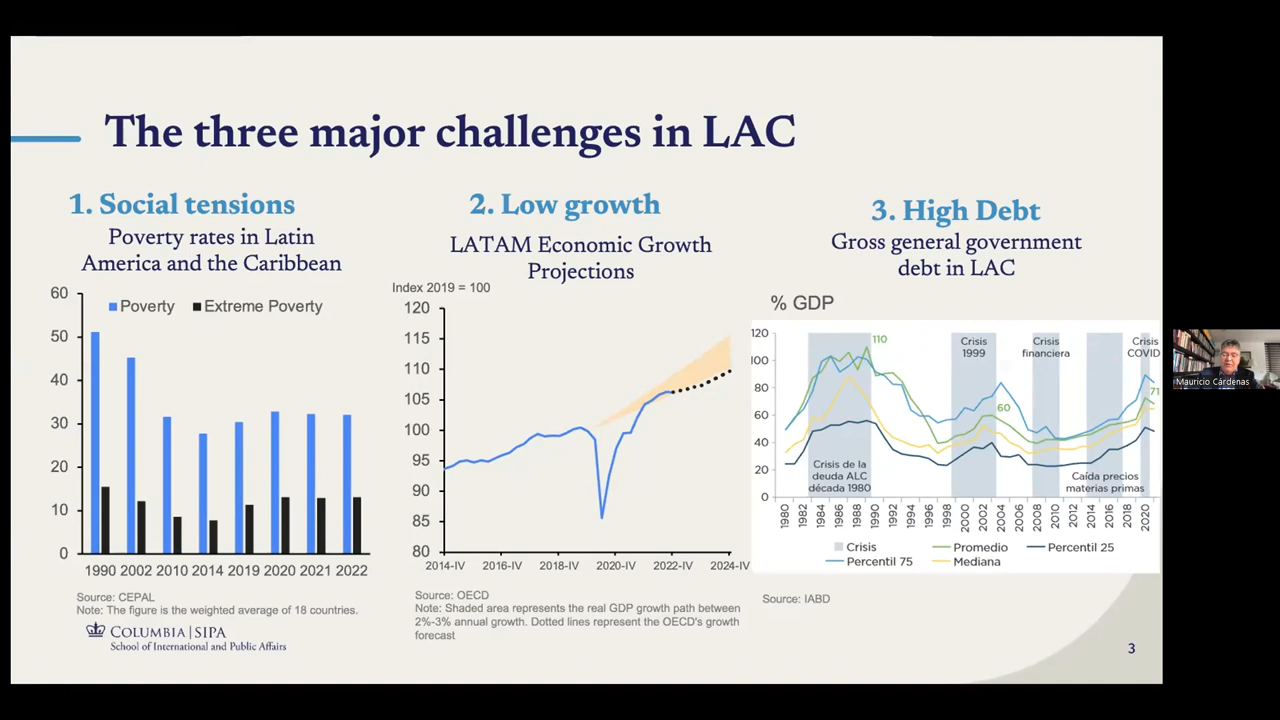 The three major challenges in LAC
1. Social tensions
Poverty rates in Latin
America and the Caribbean
60
50
40
30
20
10
0
Poverty
Extreme Poverty
1990 2002 2010 2014 2019 2020 2021 2022
Source: CEPAL
Note: The figure is the weighted average of 18 countries.
2. Low growth
LATAM Economic Growth
Projections
Index 2019 = 100
120
115
110
105
100
95
90
85
80
2014-IV 2016-IV 2018-IV 2020-IV 2022-IV 2024-IV
Source: OECD
Note: Shaded area represents the real GDP growth path between
2%-3% annual growth. Dotted lines represent the OECD's growth
forecast
3. High Debt
Gross general government
debt in LAC
% GDP
120
100
80
60
40
20
0
110
60
71
Crisis de la
deuda ALC
década 1980
Crisis
1999
Crisis
financiera
Caída precios
materias primas
Crisis
COVID
1980 1982 1984 1986 1988 1990 1992 1994 1996 1998 2000 2002 2004 2006 2008 2010 2012 2014 2016 2018 2020
Crisis Promedio Percentil 25
Percentil 75 Mediana
Source: IABD
COLUMBIA | SIPA
School of International and Public Affairs
3
Mauricio Cárdenas